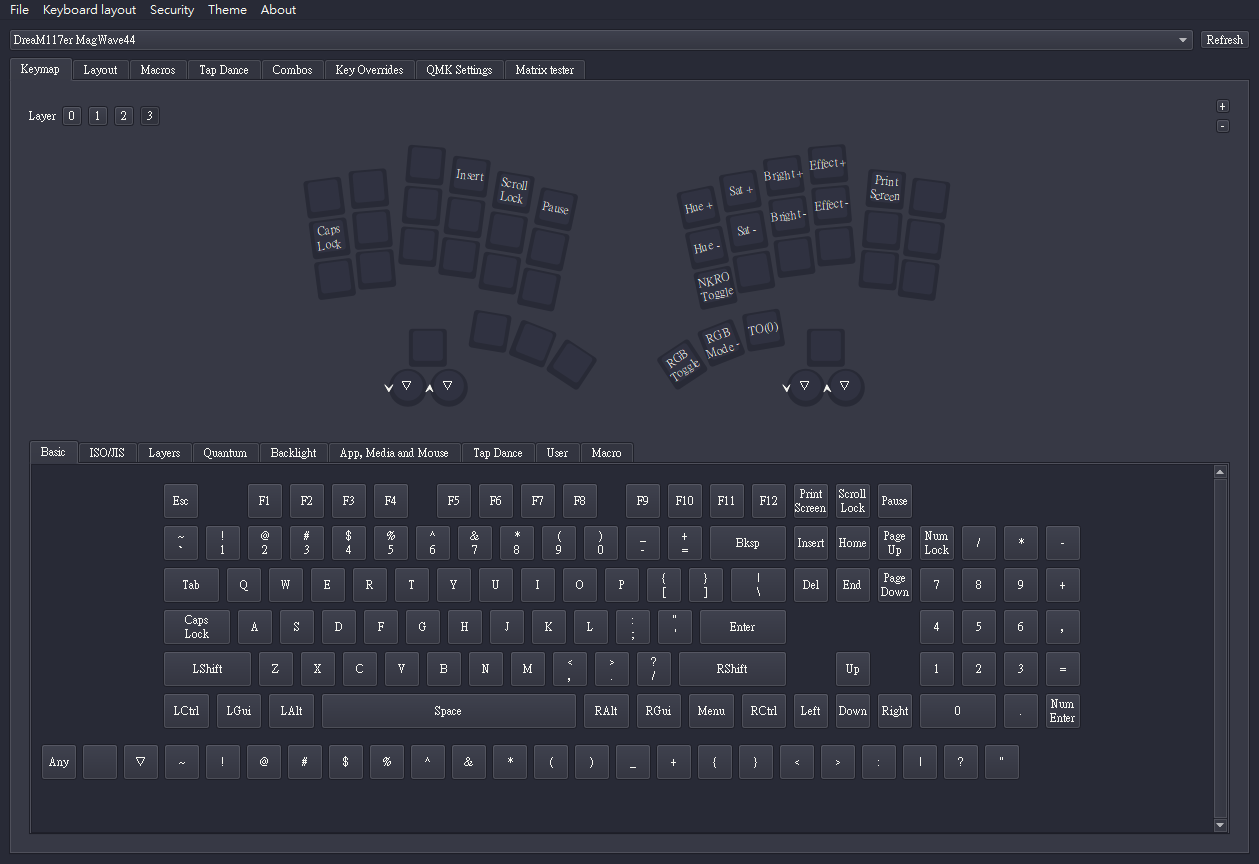 File Keyboard layout Security Theme About
DreaM117er MagWave44 Refresh
Keymap Layout Macros Tap Dance Combos Key Overrides QMK Settings Matrix tester
Layer 0 1 2 3 +
-
Insert Scroll Lock Pause
Caps Lock
Hue + Sat + Bright+ Effect+ Print Screen
Hue - Sat - Bright- Effect-
NKRO Toggle
RGB Toggle RGB Mode- TO(0)
▽ ▽ ▽ ▽
Basic ISO/JIS Layers Quantum Backlight App, Media and Mouse Tap Dance User Macro
Esc F1 F2 F3 F4 F5 F6 F7 F8 F9 F10 F11 F12 Print Screen Scroll Lock Pause
~ ` ! 1 @ 2 # 3 $ 4 % 5 ^ 6 & 7 * 8 ( 9 ) 0 _ - + = Bksp Insert Home Page Up Num Lock / * -
Tab Q W E R T Y U I O P { [ } ] | \ Del End Page Down 7 8 9 +
Caps Lock A S D F G H J K L : ; " ' Enter 4 5 6 ,
LShift Z X C V B N M < , > . ? / RShift Up 1 2 3 =
LCtrl LGui LAlt Space RAlt RGui Menu RCtrl Left Down Right 0 . Num Enter
Any ▽ ~ ! @ # $ % ^ & * ( ) _ + { } < > : | ? "